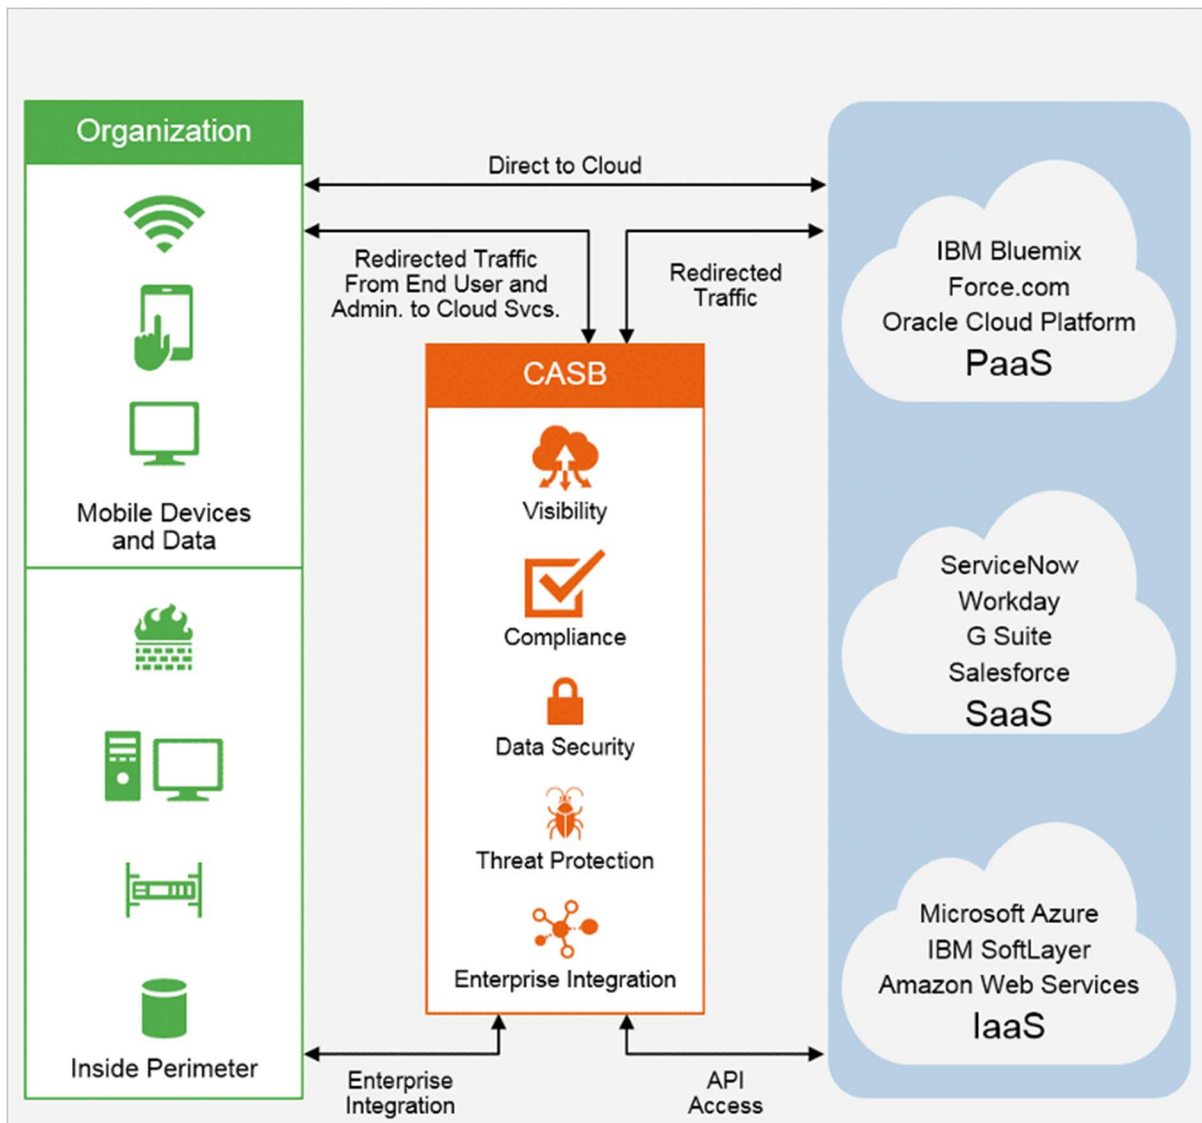 Organization
Mobile Devices
and Data
Inside Perimeter
Direct to Cloud
Redirected Traffic
From End User and
Admin. to Cloud Svcs.
Redirected
Traffic
CASB
Visibility
Compliance
Data Security
Threat Protection
Enterprise Integration
Enterprise
Integration
API
Access
IBM Bluemix
Force.com
Oracle Cloud Platform
PaaS
ServiceNow
Workday
G Suite
Salesforce
SaaS
Microsoft Azure
IBM SoftLayer
Amazon Web Services
IaaS